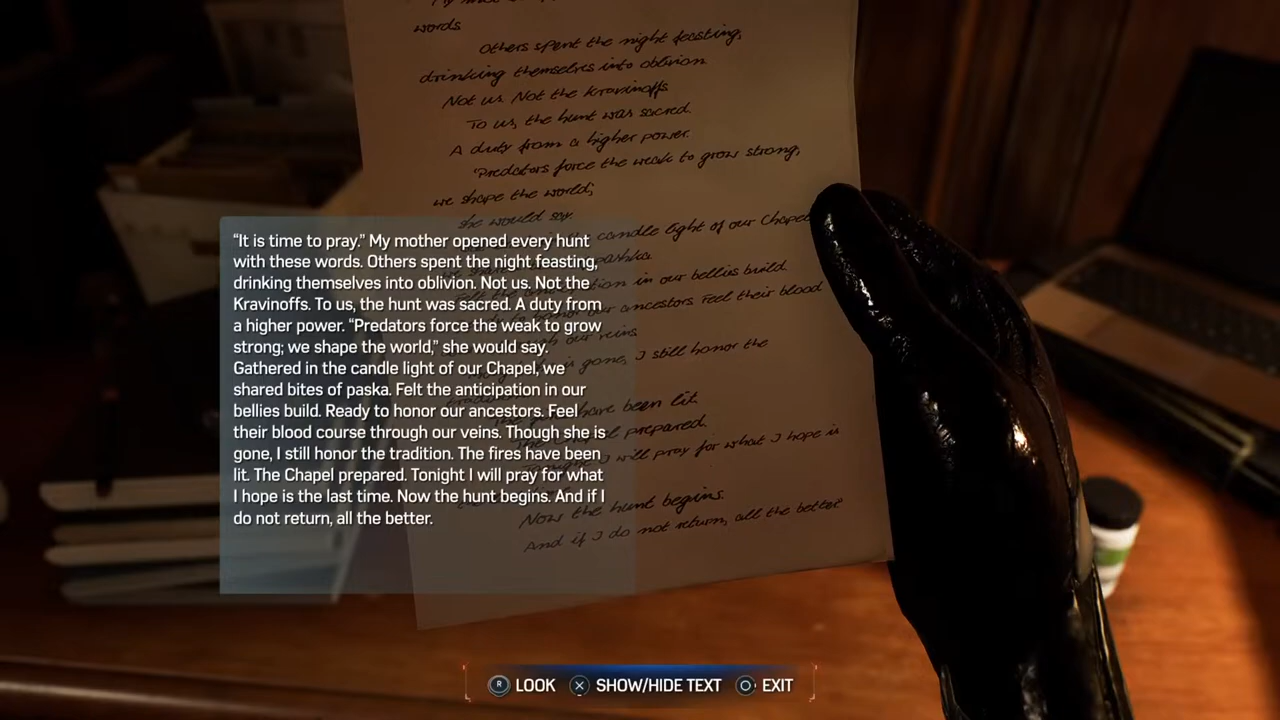 words
Others spent the night feasting,
drinking themselves into oblivion
Not us. Not the Kravinoffs
To us, the hunt was sacred.
A duty from a higher power.
'Predators force the weak to grow strong,
we shape the world;
she would say
candle light of our Chapel
in our bellies build.
our ancestors. Feel their blood
our veins
is gone, I still honor the
have been lit
prepared.
I will pray for what I hope is
Now the hunt begins.
And if I do not return, all the better?
“It is time to pray.” My mother opened every hunt
with these words. Others spent the night feasting,
drinking themselves into oblivion. Not us. Not the
Kravinoffs. To us, the hunt was sacred. A duty from
a higher power. “Predators force the weak to grow
strong; we shape the world,” she would say.
Gathered in the candle light of our Chapel, we
shared bites of paska. Felt the anticipation in our
bellies build. Ready to honor our ancestors. Feel
their blood course through our veins. Though she is
gone, I still honor the tradition. The fires have been
lit. The Chapel prepared. Tonight I will pray for what
I hope is the last time. Now the hunt begins. And if I
do not return, all the better.
R LOOK X SHOW/HIDE TEXT O EXIT